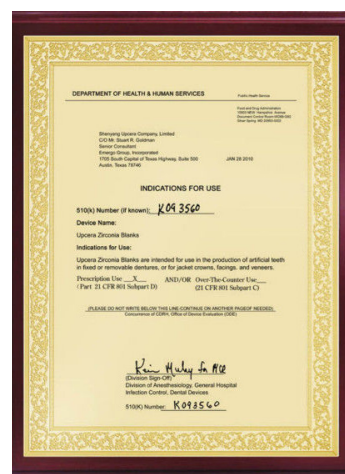 DEPARTMENT OF HEALTH & HUMAN SERVICES
Public Health Service
Food and Drug Administration
Shenyang Upcera Company, Limited
C/O Mr. Stuart R. Goldman
Senior Consultant
Emergo Group, Incorporated
1705 South Capital of Texas Highway, Suite 500
Austin, Texas 78746
JAN 28 2010
INDICATIONS FOR USE
510(k) Number (if known): K093560
Device Name:
Upcera Zirconia Blanks
Indications for Use:
Upcera Zirconia Blanks are intended for use in the production of artificial teeth
in fixed or removable dentures, or for jacket crowns, facings, and veneers.
Prescription Use X AND/OR Over-The-Counter Use
(Part 21 CFR 801 Subpart D) (21 CFR 801 Subpart C)
(PLEASE DO NOT WRITE BELOW THIS LINE CONTINUE ON ANOTHER PAGE OF NEEDED)
Concurrence of CDRH, Office of Device Evaluation (ODE)
(Division Sign-Off)
Division of Anesthesiology, General Hospital
Infection Control, Dental Devices
510(K) Number: K093560